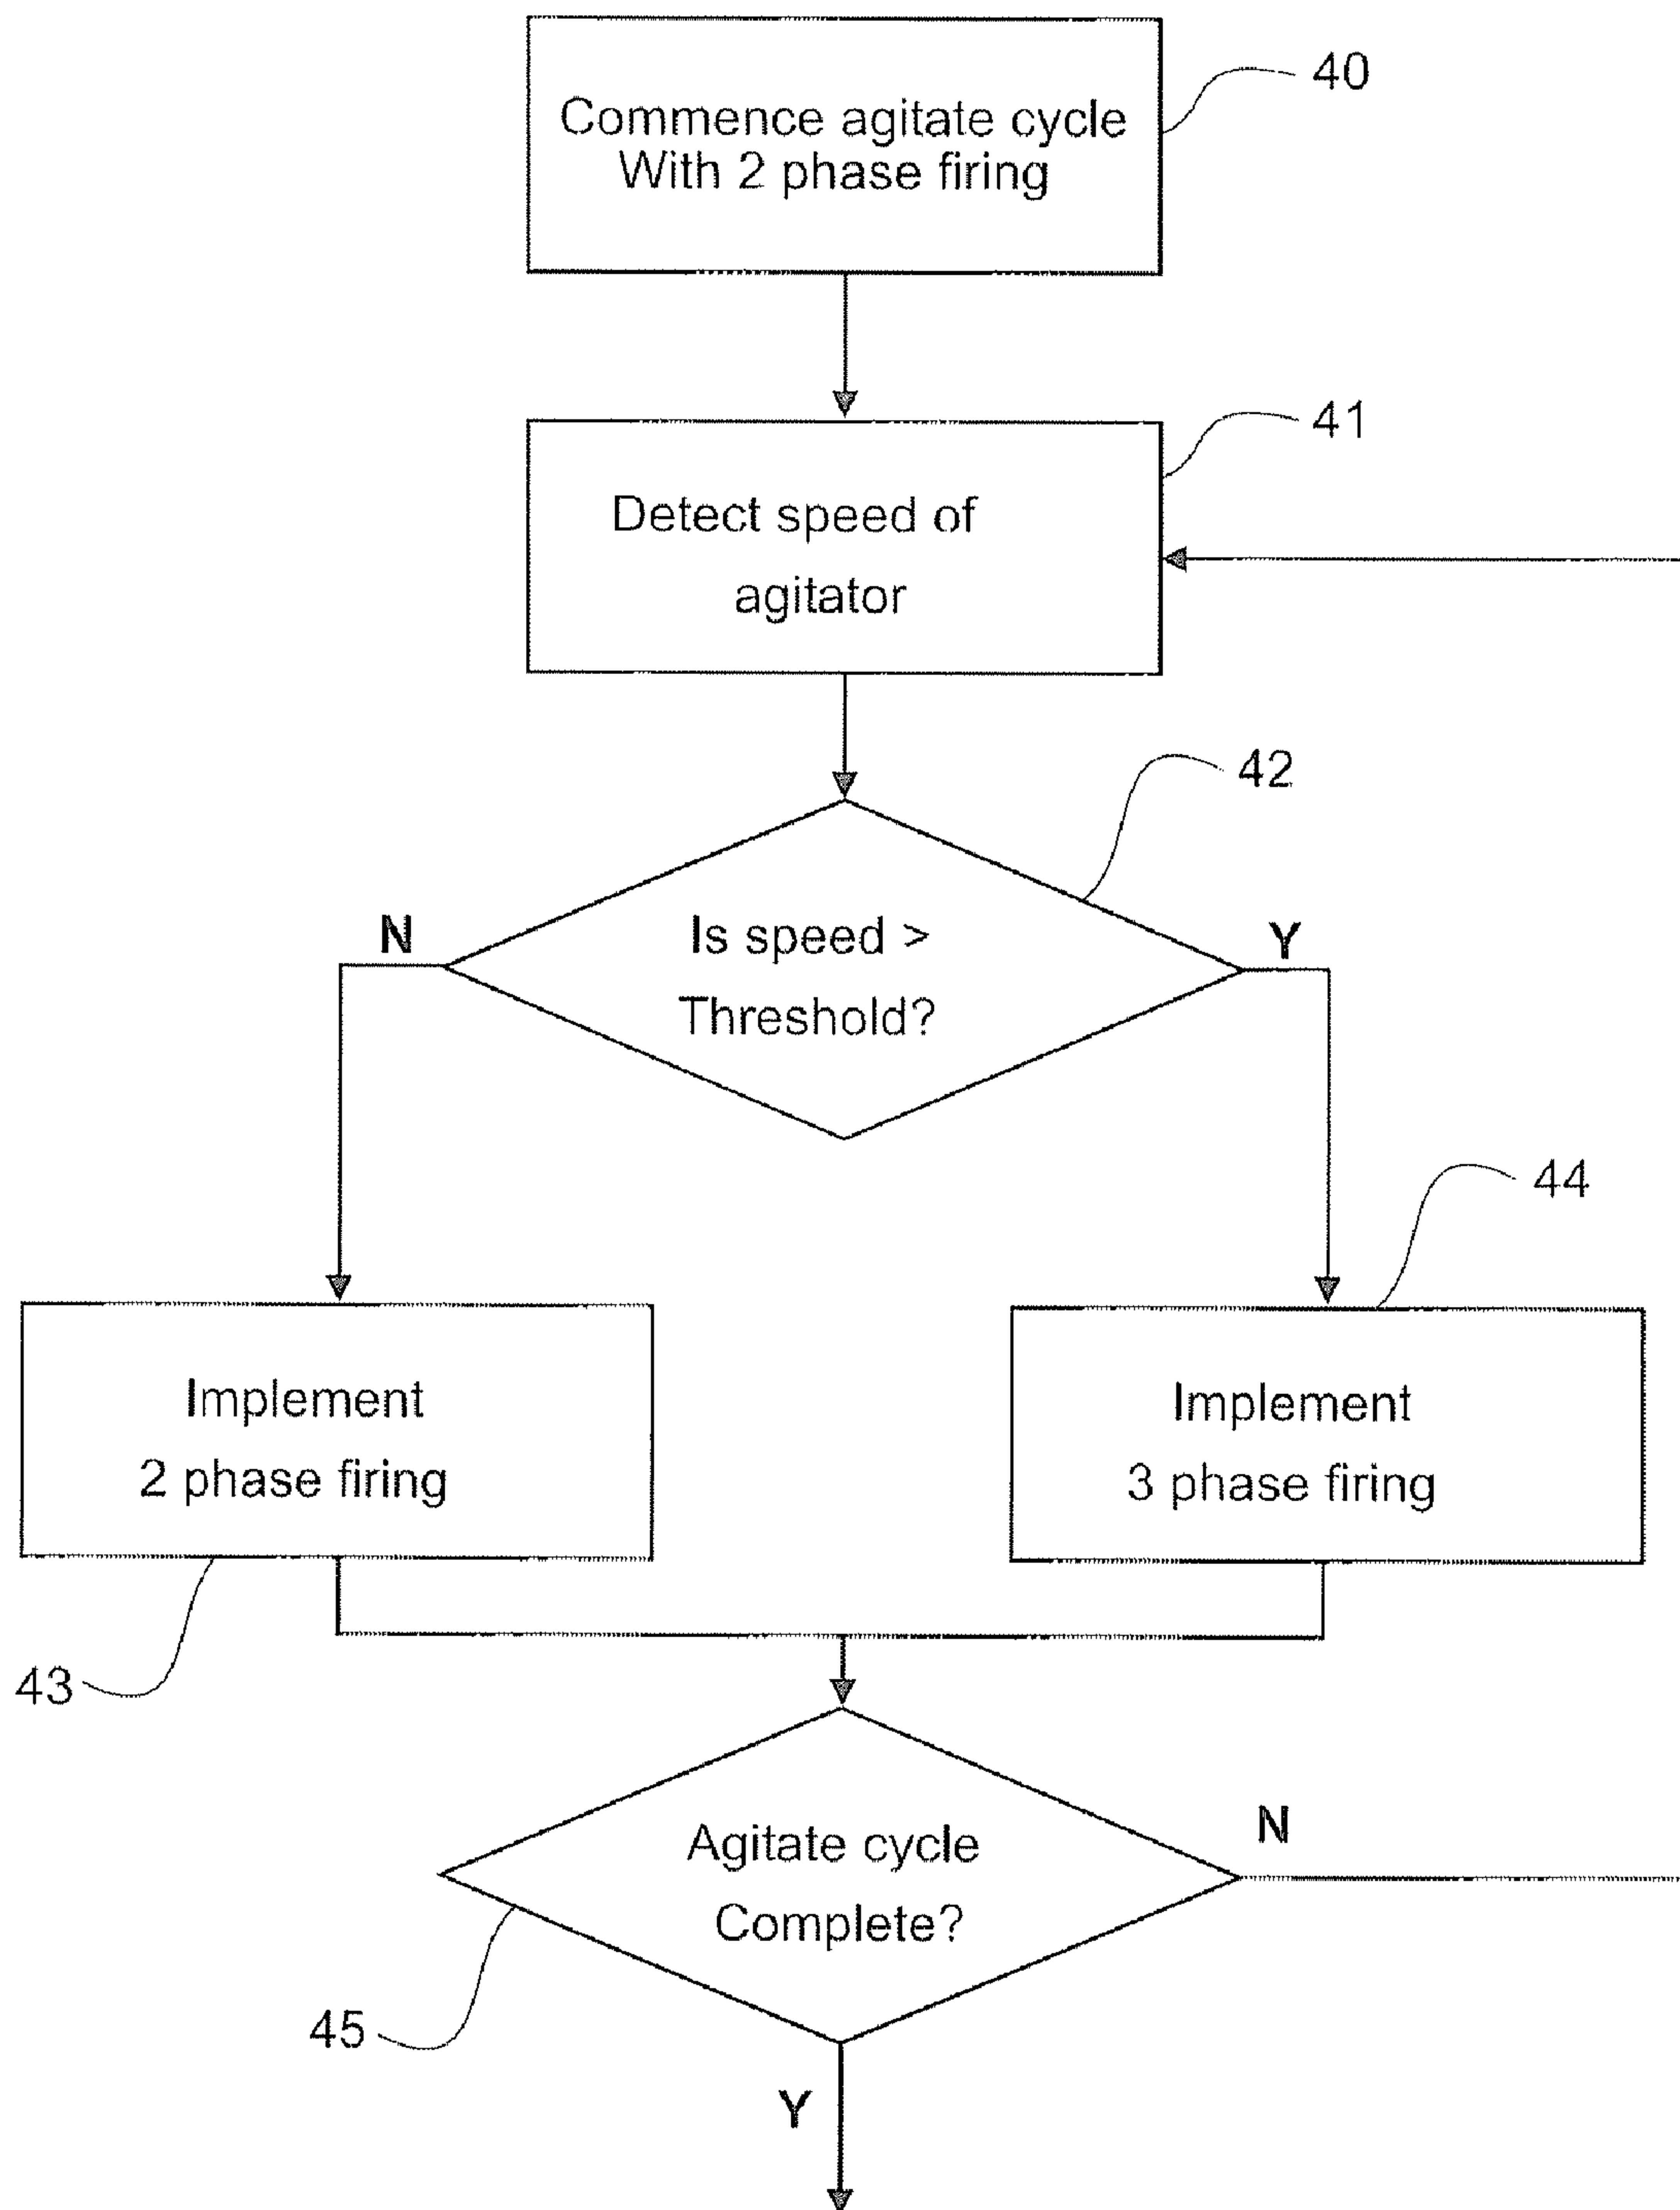 40
Commence agitate cycle
With 2 phase firing
41
Detect speed of
agitator
42
N
Is speed >
Threshold?
Y
44
Implement
2 phase firing
Implement
3 phase firing
43
Agitate cycle
Complete?
N
45
Y